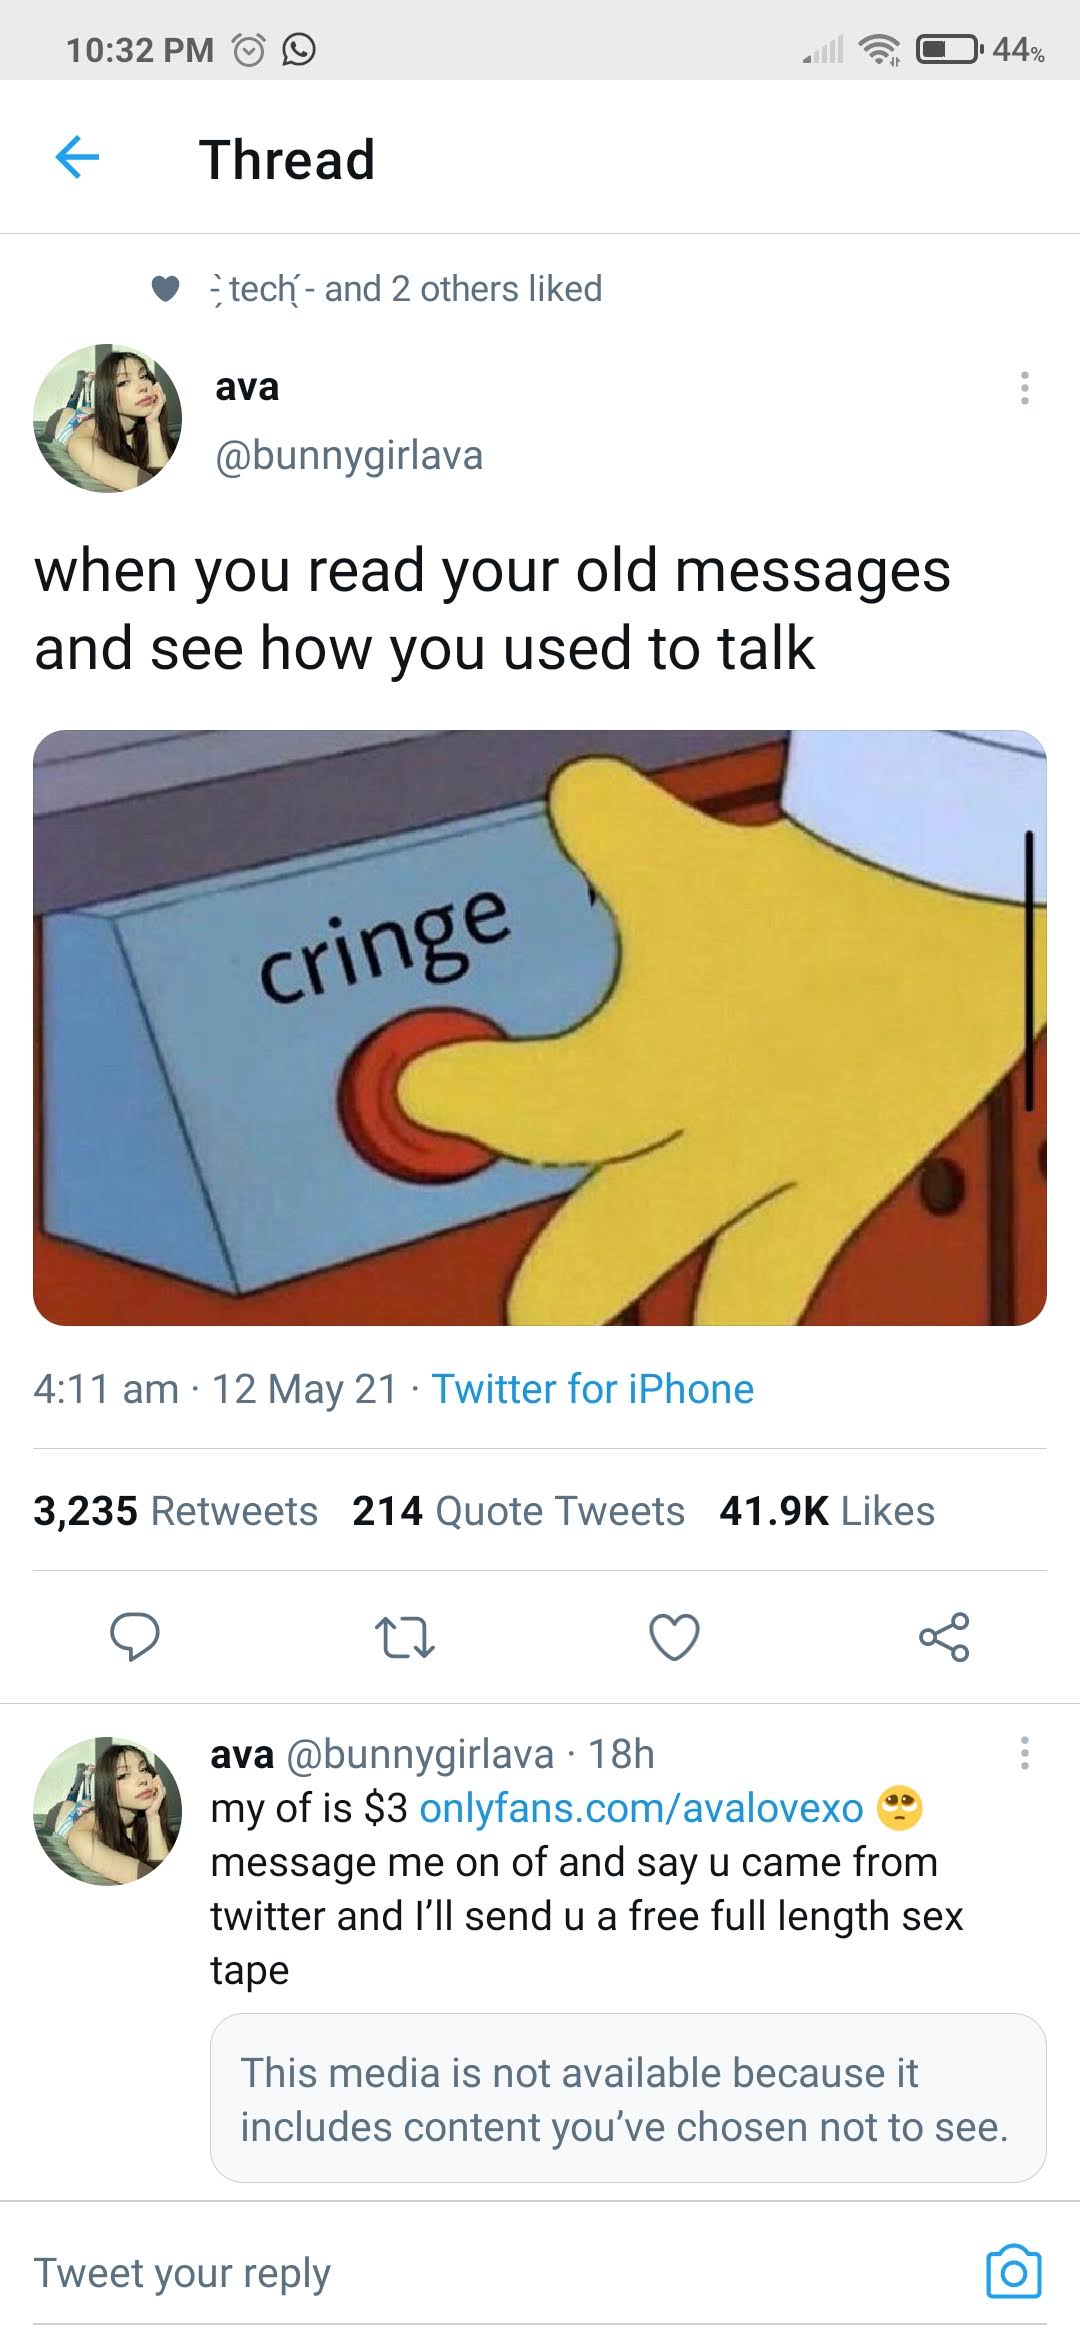 10:32 PM 44%
Thread
-̖̀ tech̖́- and 2 others liked
ava
@bunnygirlava
when you read your old messages
and see how you used to talk
cringe
4:11 am · 12 May 21 · Twitter for iPhone
3,235 Retweets 214 Quote Tweets 41.9K Likes
ava @bunnygirlava · 18h
my of is $3 onlyfans.com/avalovexo 🥺
message me on of and say u came from
twitter and I’ll send u a free full length sex
tape
This media is not available because it
includes content you’ve chosen not to see.
Tweet your reply